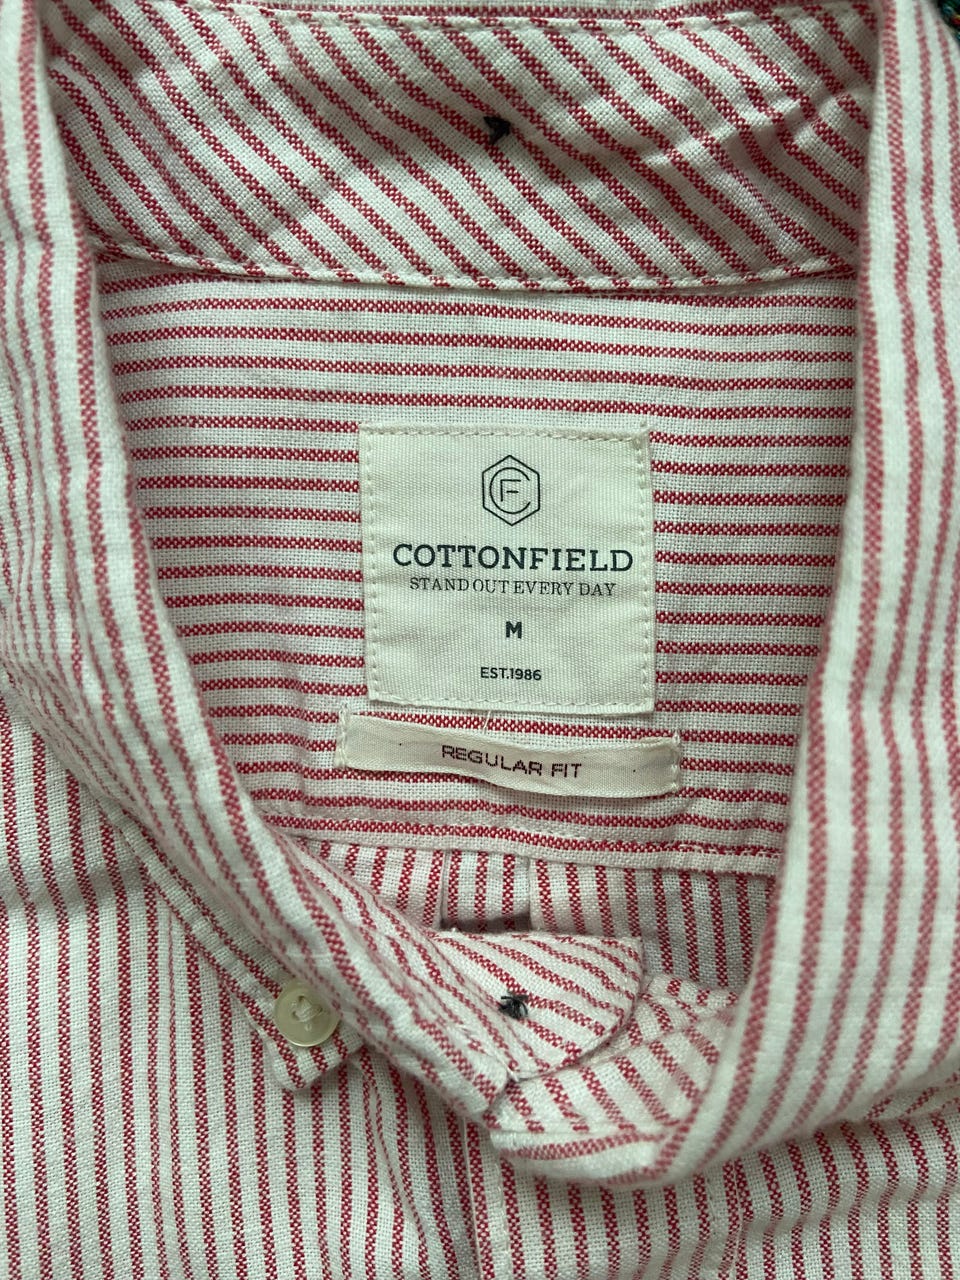 CF
COTTONFIELD
STAND OUT EVERY DAY
M
EST.1986
REGULAR FIT